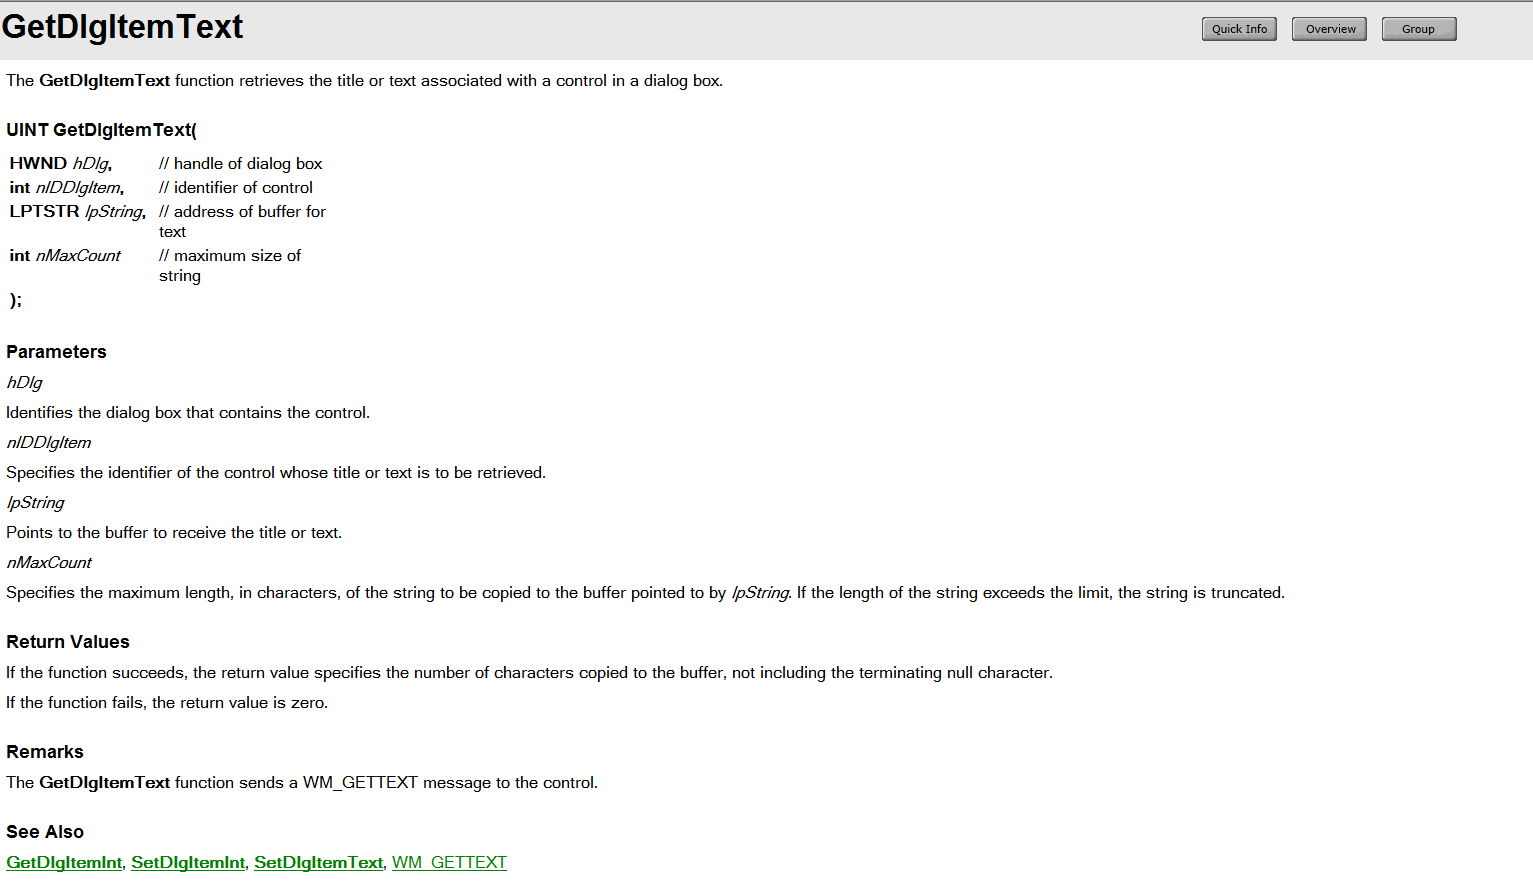 GetDlgItemText
Quick Info
Overview
Group
The GetDlgItemText function retrieves the title or text associated with a control in a dialog box.
UINT GetDlgItemText(
HWND hDlg, // handle of dialog box
int nIDDlgItem, // identifier of control
LPTSTR lpString, // address of buffer for
text
int nMaxCount // maximum size of
string
);
Parameters
hDlg
Identifies the dialog box that contains the control.
nIDDlgItem
Specifies the identifier of the control whose title or text is to be retrieved.
lpString
Points to the buffer to receive the title or text.
nMaxCount
Specifies the maximum length, in characters, of the string to be copied to the buffer pointed to by lpString. If the length of the string exceeds the limit, the string is truncated.
Return Values
If the function succeeds, the return value specifies the number of characters copied to the buffer, not including the terminating null character.
If the function fails, the return value is zero.
Remarks
The GetDlgItemText function sends a WM_GETTEXT message to the control.
See Also
GetDlgItemInt, SetDlgItemInt, SetDlgItemText, WM_GETTEXT